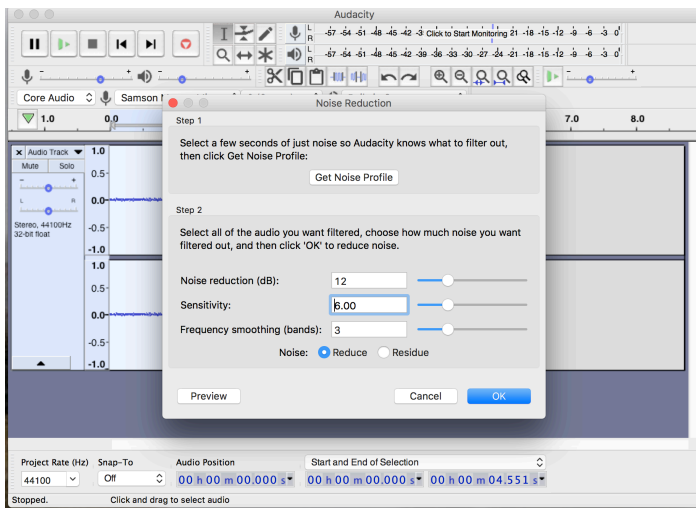 Audacity
L
R
-57 -54 -51 -48 -45 -42 -3 Click to Start Monitoring 21 -18 -15 -12 -9 -6 -3 0
L
R
-57 -54 -51 -48 -45 -42 -39 -36 -33 -30 -27 -24 -21 -18 -15 -12 -9 -6 -3 0
Core Audio
Samson
1.0
0.0
7.0
8.0
Noise Reduction
Step 1
Select a few seconds of just noise so Audacity knows what to filter out,
then click Get Noise Profile:
Get Noise Profile
Audio Track
Mute Solo
- +
L R
Stereo, 44100Hz
32-bit float
1.0
0.5-
0.0-
-0.5-
-1.0
1.0
0.5-
0.0-
-0.5-
-1.0
Step 2
Select all of the audio you want filtered, choose how much noise you want
filtered out, and then click 'OK' to reduce noise.
Noise reduction (dB): 12
Sensitivity: 6.00
Frequency smoothing (bands): 3
Noise: Reduce Residue
Preview Cancel OK
Project Rate (Hz) Snap-To Audio Position Start and End of Selection
44100 Off 00 h 00 m 00.000 s 00 h 00 m 00.000 s 00 h 00 m 04.551 s
Stopped. Click and drag to select audio